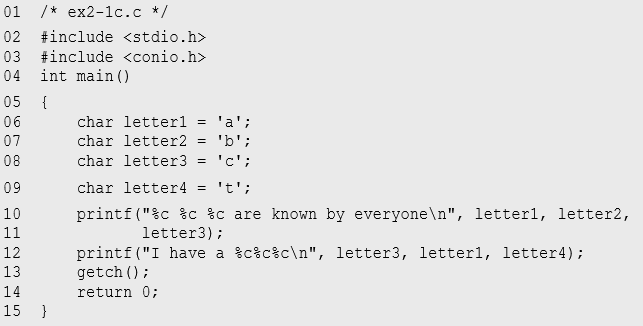 01 /* ex2-1c.c */
02 #include <stdio.h>
03 #include <conio.h>
04 int main()
05 {
06     char letter1 = 'a';
07     char letter2 = 'b';
08     char letter3 = 'c';
09     char letter4 = 't';
10     printf("%c %c %c are known by everyone\n", letter1, letter2,
11            letter3);
12     printf("I have a %c%c%c\n", letter3, letter1, letter4);
13     getch();
14     return 0;
15 }